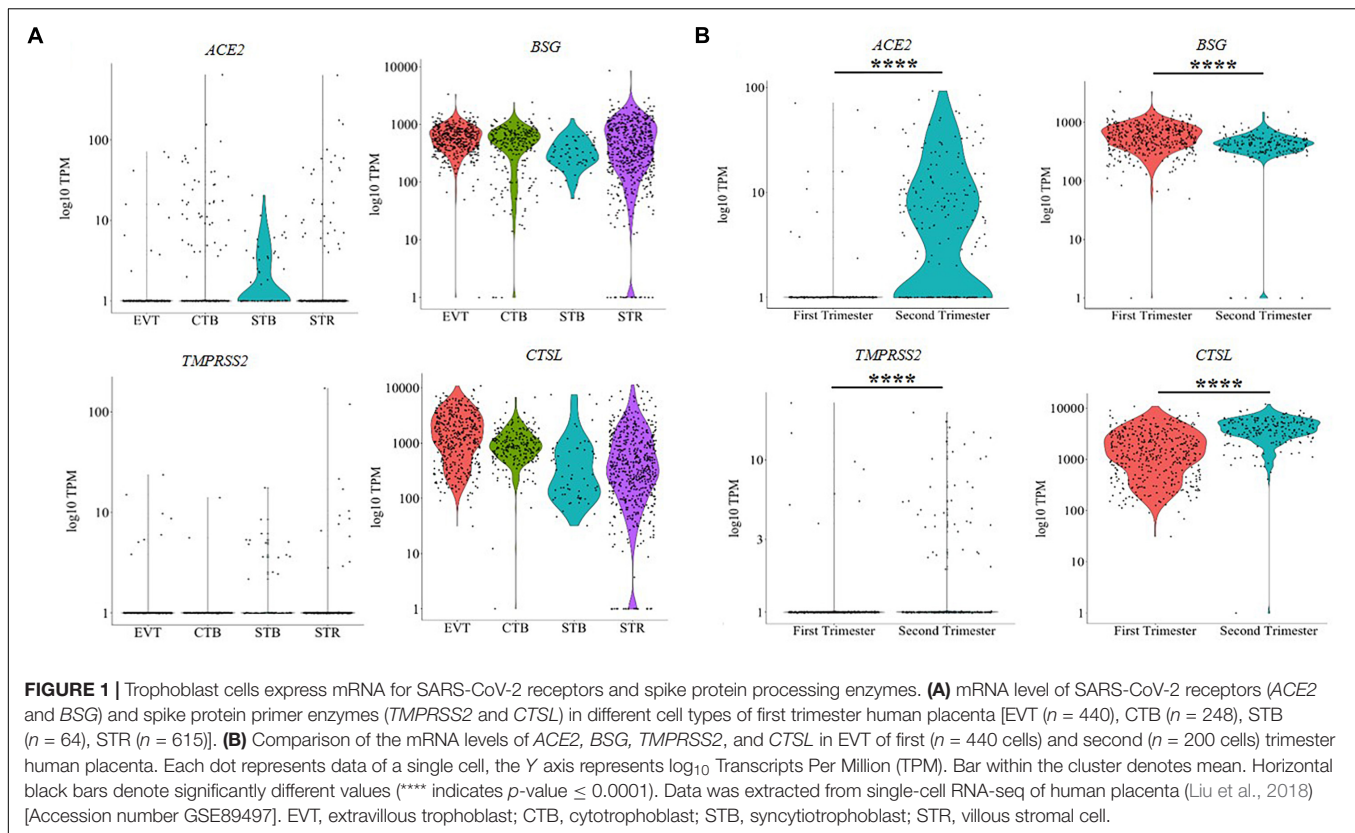 A
ACE2
log10 TPM
100
10
1
EVT CTB STB STR
BSG
log10 TPM
10000
1000
100
10
1
EVT CTB STB STR
TMPRSS2
log10 TPM
100
10
1
EVT CTB STB STR
CTSL
log10 TPM
10000
1000
100
10
1
EVT CTB STB STR
B
ACE2
****
log10 TPM
100
10
1
First Trimester Second Trimester
BSG
****
log10 TPM
1000
100
10
1
First Trimester Second Trimester
TMPRSS2
****
log10 TPM
10
3
1
First Trimester Second Trimester
CTSL
****
log10 TPM
10000
1000
100
10
1
First Trimester Second Trimester
FIGURE 1 | Trophoblast cells express mRNA for SARS-CoV-2 receptors and spike protein processing enzymes. (A) mRNA level of SARS-CoV-2 receptors (ACE2
and BSG) and spike protein primer enzymes (TMPRSS2 and CTSL) in different cell types of first trimester human placenta [EVT (n = 440), CTB (n = 248), STB
(n = 64), STR (n = 615)]. (B) Comparison of the mRNA levels of ACE2, BSG, TMPRSS2, and CTSL in EVT of first (n = 440 cells) and second (n = 200 cells) trimester
human placenta. Each dot represents data of a single cell, the Y axis represents log₁₀ Transcripts Per Million (TPM). Bar within the cluster denotes mean. Horizontal
black bars denote significantly different values (**** indicates p-value ≤ 0.0001). Data was extracted from single-cell RNA-seq of human placenta (Liu et al., 2018)
[Accession number GSE89497]. EVT, extravillous trophoblast; CTB, cytotrophoblast; STB, syncytiotrophoblast; STR, villous stromal cell.